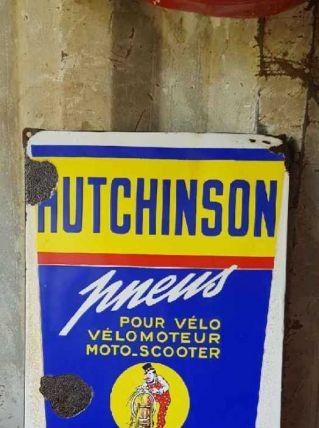 HUTCHINSON
pneus
POUR VÉLO
VÉLOMOTEUR
MOTO-SCOOTER